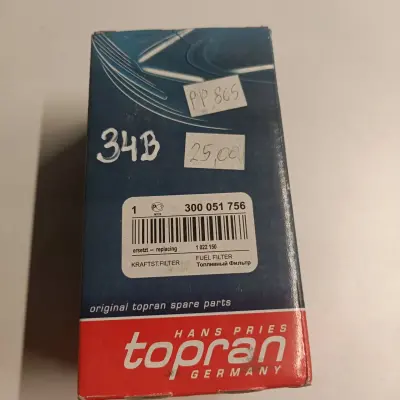 PP 865
34B
25,00
1 300 051 756
ersetzt — replacing 1 022 150
KRAFTST.FILTER FUEL FILTER
Топливный Фильтр
original topran spare parts
HANS PRIES
topran
GERMANY